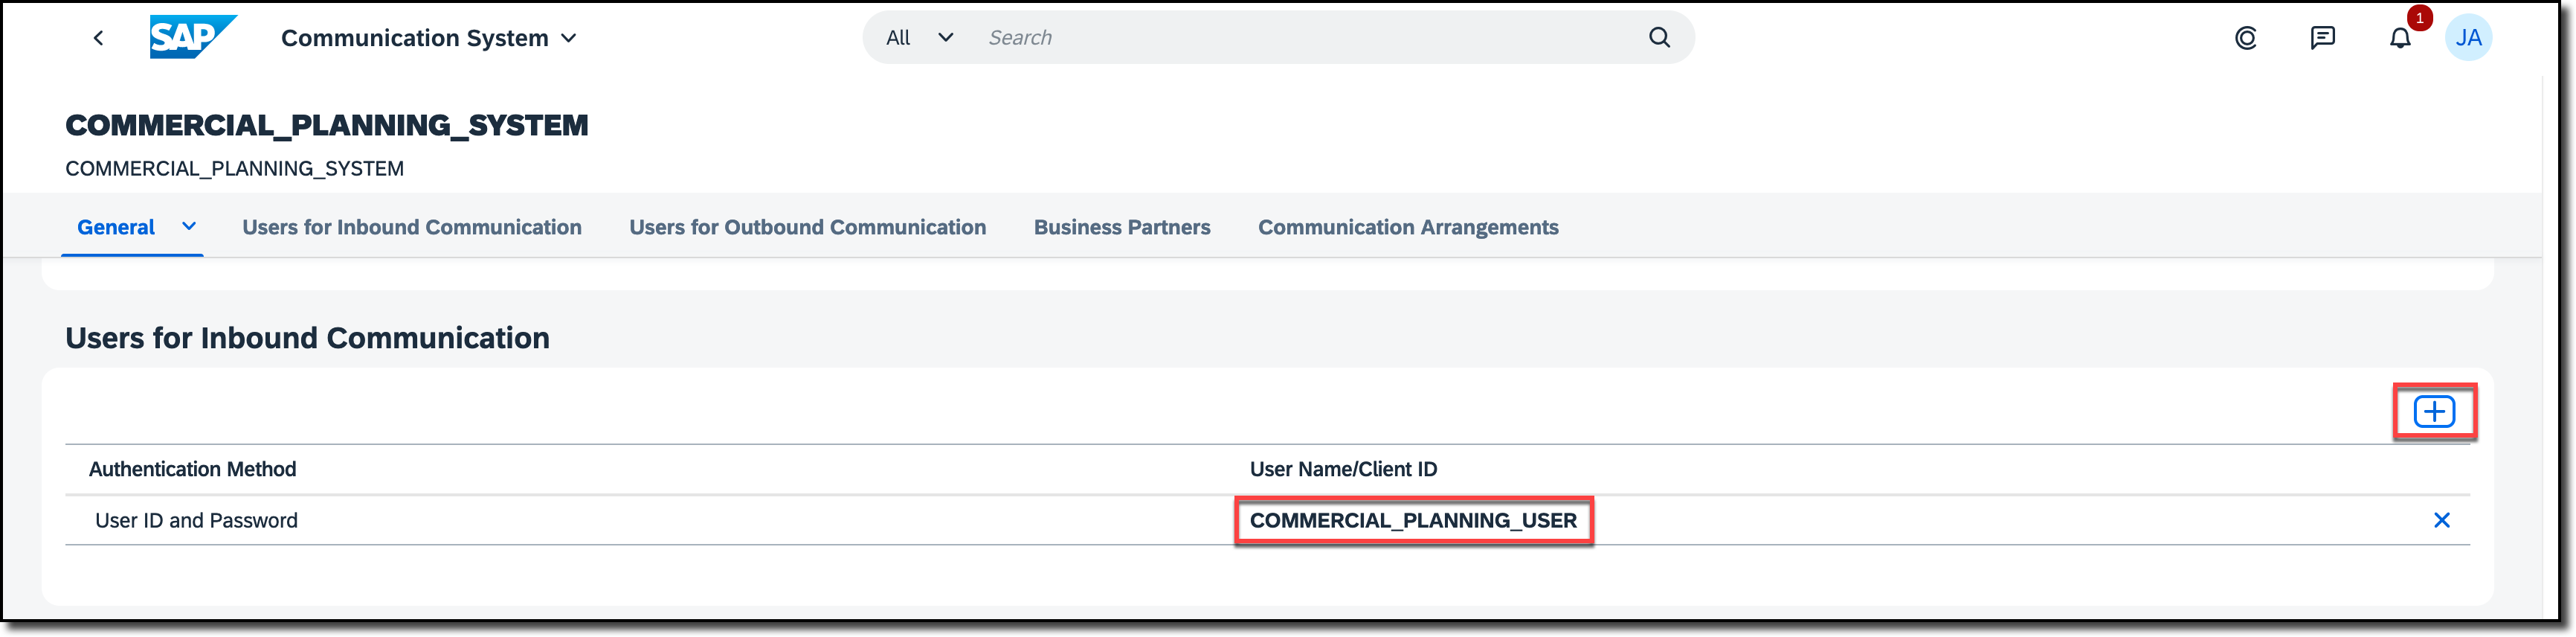 SAP Communication System All Search 1 JA
COMMERCIAL_PLANNING_SYSTEM
COMMERCIAL_PLANNING_SYSTEM
General Users for Inbound Communication Users for Outbound Communication Business Partners Communication Arrangements
Users for Inbound Communication
Authentication Method User Name/Client ID
User ID and Password COMMERCIAL_PLANNING_USER